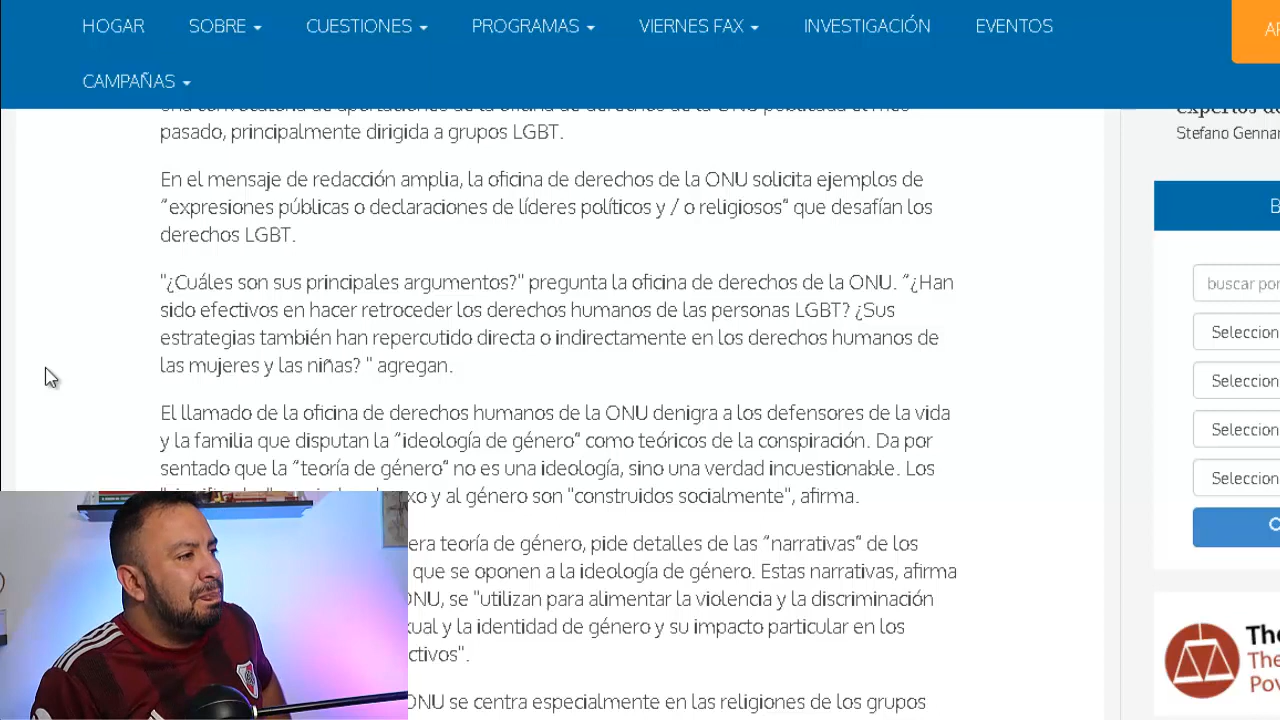 HOGAR SOBRE CUESTIONES PROGRAMAS VIERNES FAX INVESTIGACIÓN EVENTOS
CAMPAÑAS
pasado, principalmente dirigida a grupos LGBT.
En el mensaje de redacción amplia, la oficina de derechos de la ONU solicita ejemplos de
“expresiones públicas o declaraciones de líderes políticos y / o religiosos” que desafían los
derechos LGBT.
"¿Cuáles son sus principales argumentos?" pregunta la oficina de derechos de la ONU. “¿Han
sido efectivos en hacer retroceder los derechos humanos de las personas LGBT? ¿Sus
estrategias también han repercutido directa o indirectamente en los derechos humanos de
las mujeres y las niñas? " agregan.
El llamado de la oficina de derechos humanos de la ONU denigra a los defensores de la vida
y la familia que disputan la “ideología de género” como teóricos de la conspiración. Da por
sentado que la “teoría de género” no es una ideología, sino una verdad incuestionable. Los
y al género son "construidos socialmente", afirma.
teoría de género, pide detalles de las “narrativas” de los
que se oponen a la ideología de género. Estas narrativas, afirma
ONU, se "utilizan para alimentar la violencia y la discriminación
y la identidad de género y su impacto particular en los
ONU se centra especialmente en las religiones de los grupos
Stefano
B
buscar por
Seleccion
Seleccion
Seleccion
Seleccion
The